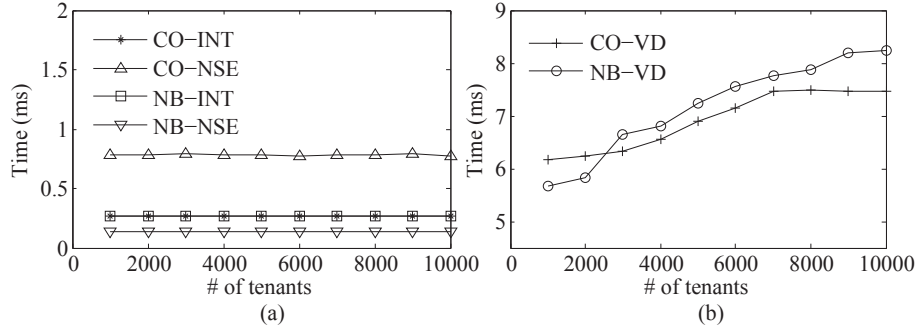 2
1.5
1
0.5
0
Time (ms)
CO−INT
CO−NSE
NB−INT
NB−NSE
0 2000 4000 6000 8000 10000
# of tenants
(a)
9
8
7
6
5
Time (ms)
CO−VD
NB−VD
0 2000 4000 6000 8000 10000
# of tenants
(b)